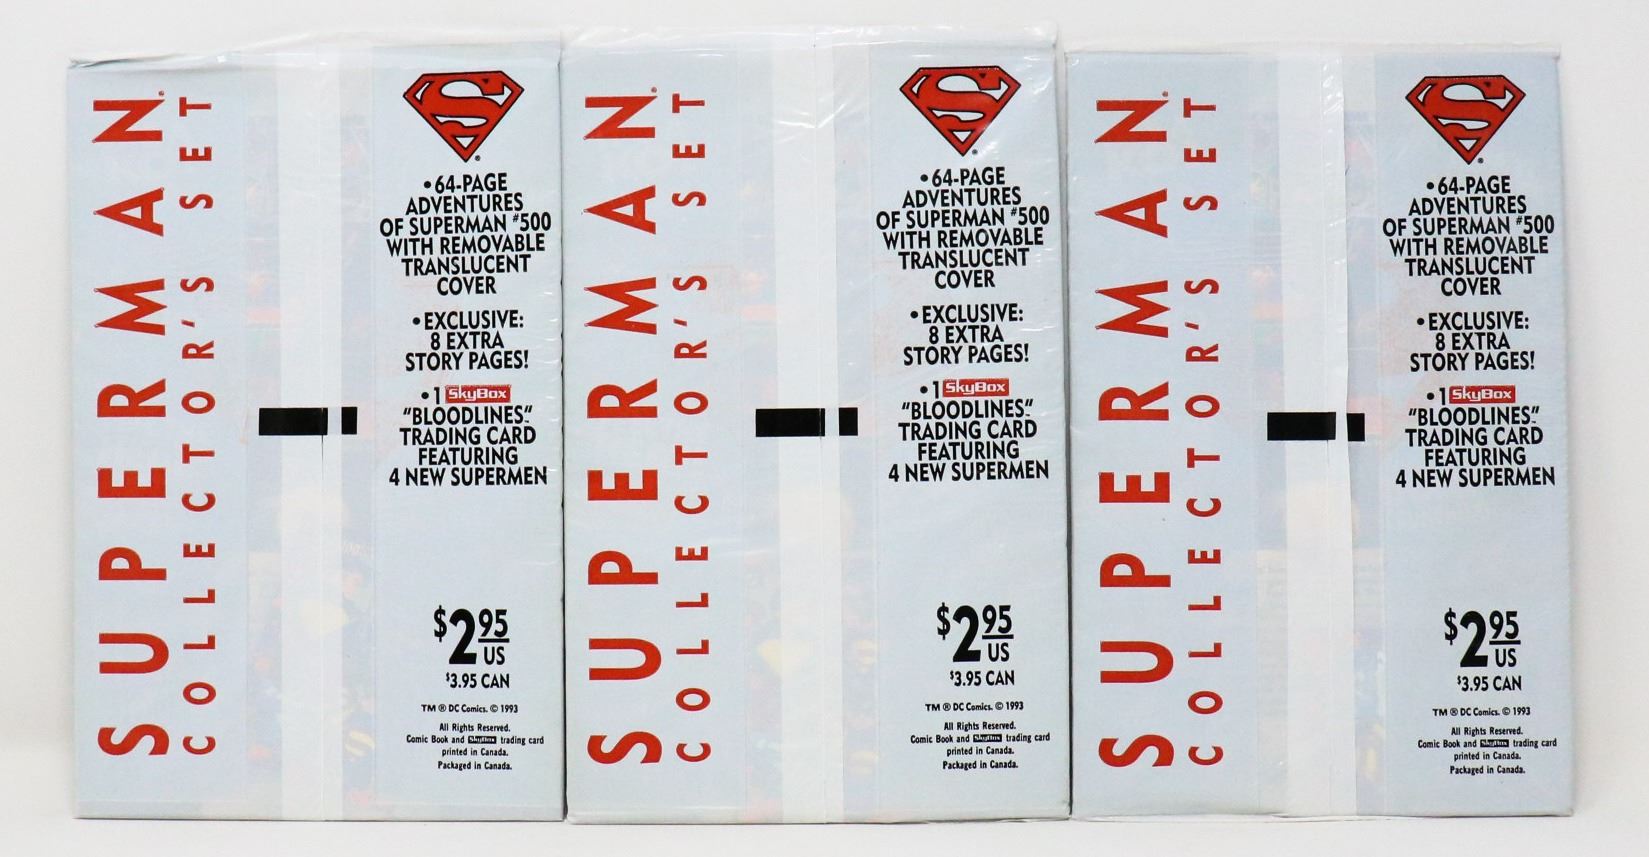 SUPERMAN®
COLLECTOR'S SET
®
•64-PAGE
ADVENTURES
OF SUPERMAN #500
WITH REMOVABLE
TRANSLUCENT
COVER
•EXCLUSIVE:
8 EXTRA
STORY PAGES!
•1 SkyBox
“BLOODLINES”™
TRADING CARD
FEATURING
4 NEW SUPERMEN
$2.95
US
$3.95 CAN
TM ® DC Comics. © 1993
All Rights Reserved.
Comic Book and SkyBox trading card
printed in Canada.
Packaged in Canada.
SUPERMAN®
COLLECTOR'S SET
®
•64-PAGE
ADVENTURES
OF SUPERMAN #500
WITH REMOVABLE
TRANSLUCENT
COVER
•EXCLUSIVE:
8 EXTRA
STORY PAGES!
•1 SkyBox
“BLOODLINES”™
TRADING CARD
FEATURING
4 NEW SUPERMEN
$2.95
US
$3.95 CAN
TM ® DC Comics. © 1993
All Rights Reserved.
Comic Book and SkyBox trading card
printed in Canada.
Packaged in Canada.
SUPERMAN®
COLLECTOR'S SET
®
•64-PAGE
ADVENTURES
OF SUPERMAN #500
WITH REMOVABLE
TRANSLUCENT
COVER
•EXCLUSIVE:
8 EXTRA
STORY PAGES!
•1 SkyBox
“BLOODLINES”™
TRADING CARD
FEATURING
4 NEW SUPERMEN
$2.95
US
$3.95 CAN
TM ® DC Comics. © 1993
All Rights Reserved.
Comic Book and SkyBox trading card
printed in Canada.
Packaged in Canada.